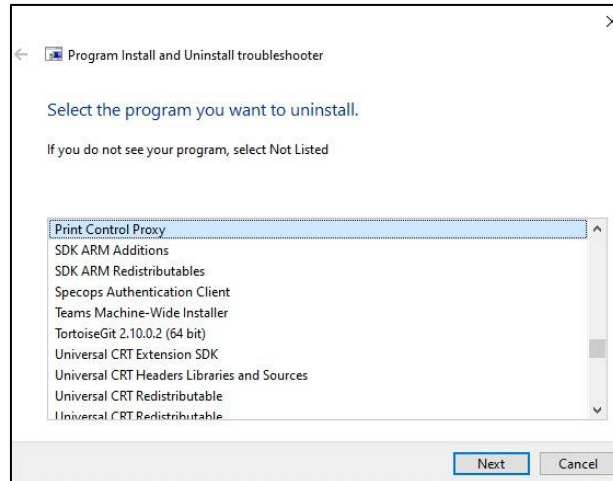 Program Install and Uninstall troubleshooter
Select the program you want to uninstall.
If you do not see your program, select Not Listed
Print Control Proxy
SDK ARM Additions
SDK ARM Redistributables
Specops Authentication Client
Teams Machine-Wide Installer
TortoiseGit 2.10.0.2 (64 bit)
Universal CRT Extension SDK
Universal CRT Headers Libraries and Sources
Universal CRT Redistributable
Universal CRT Redistributable
Next Cancel